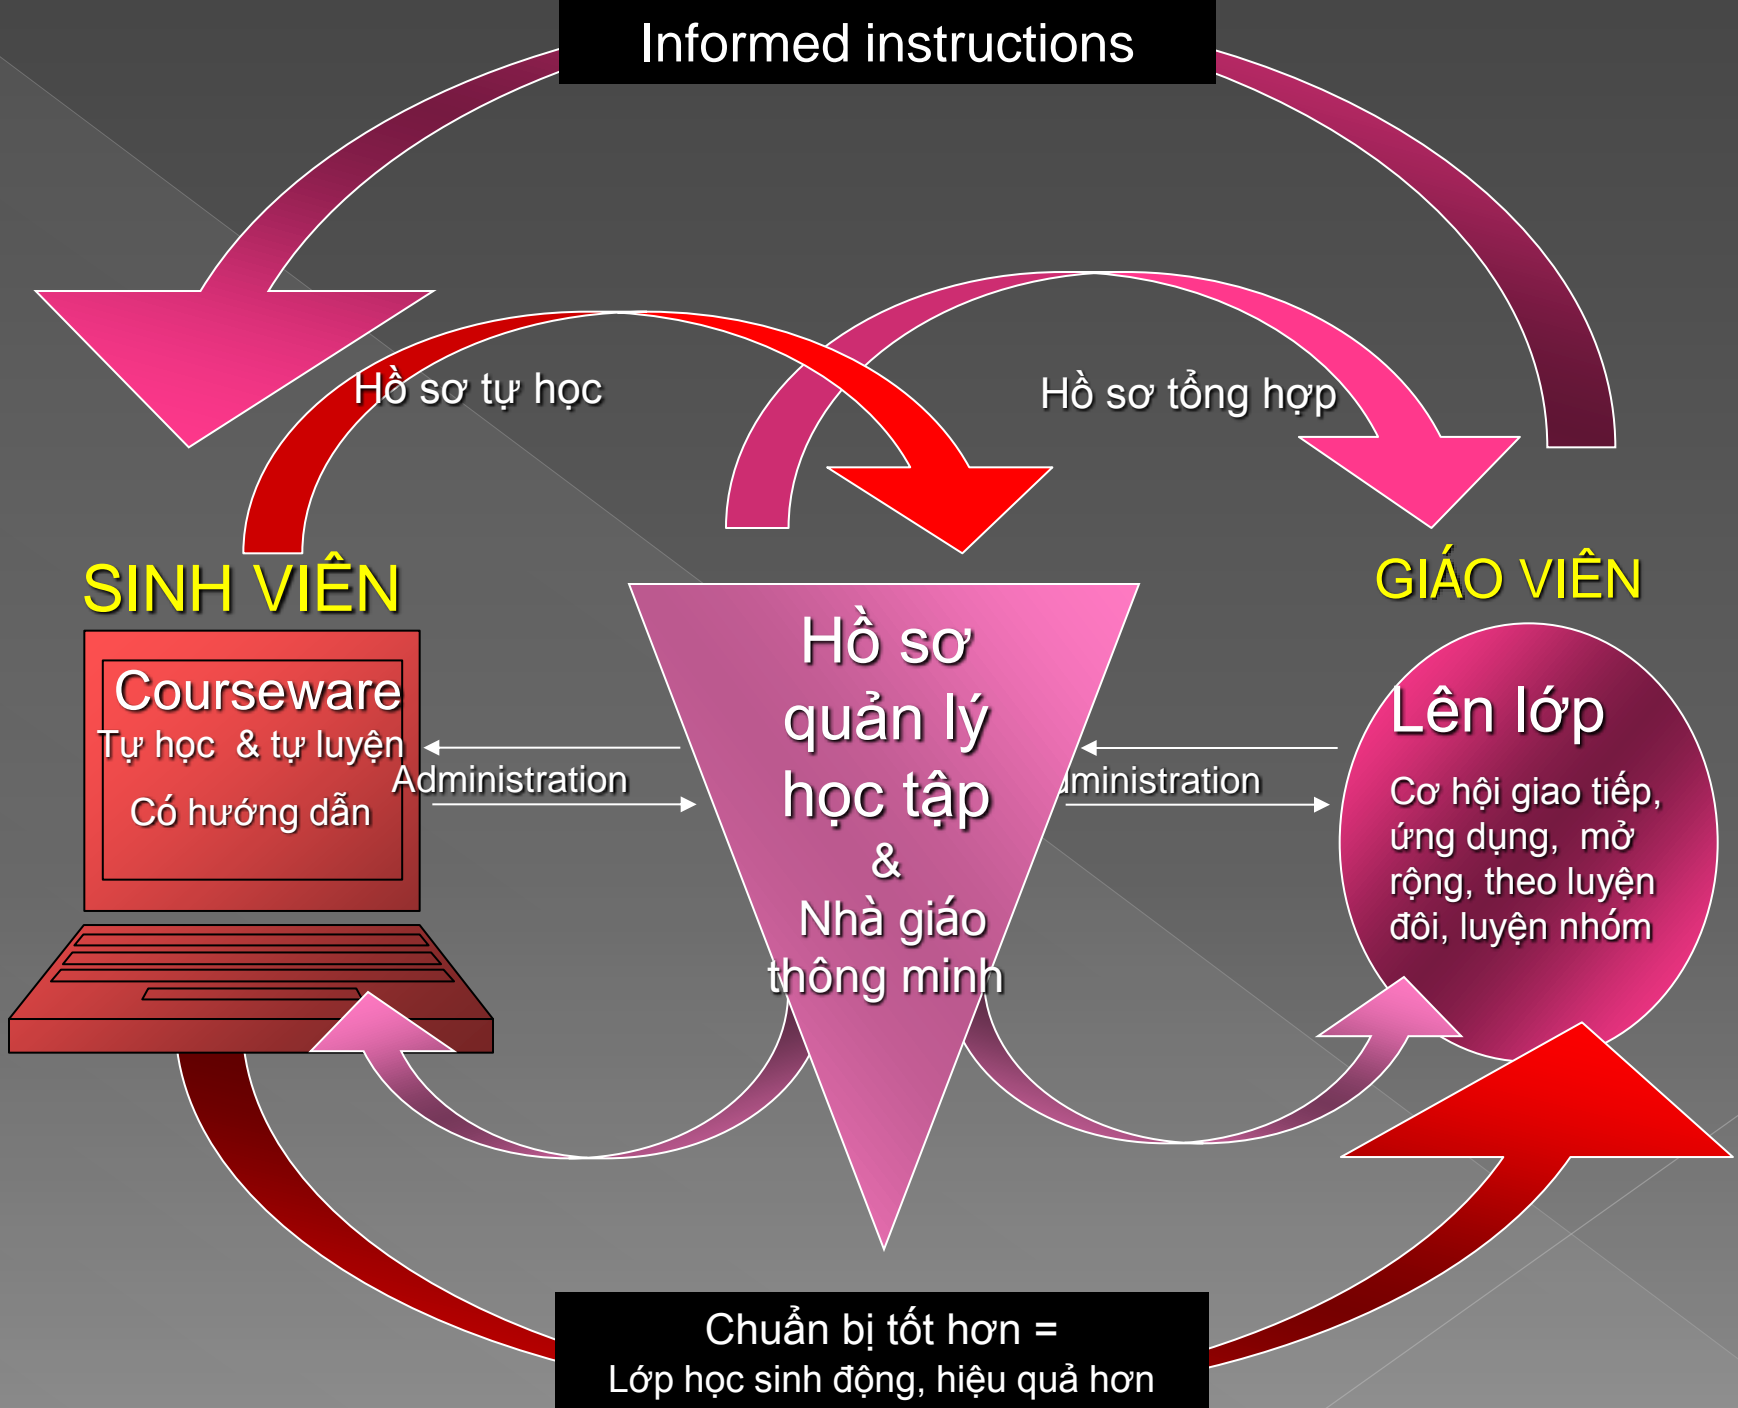 Informed instructions
Hồ sơ tự học
Hồ sơ tổng hợp
SINH VIÊN
GIÁO VIÊN
Courseware
Tự học & tự luyện
Có hướng dẫn
Administration
Hồ sơ
quản lý
học tập
&
Nhà giáo
thông minh
dministration
Lên lớp
Cơ hội giao tiếp,
ứng dụng, mở
rộng, theo luyện
đôi, luyện nhóm
Chuẩn bị tốt hơn =
Lớp học sinh động, hiệu quả hơn